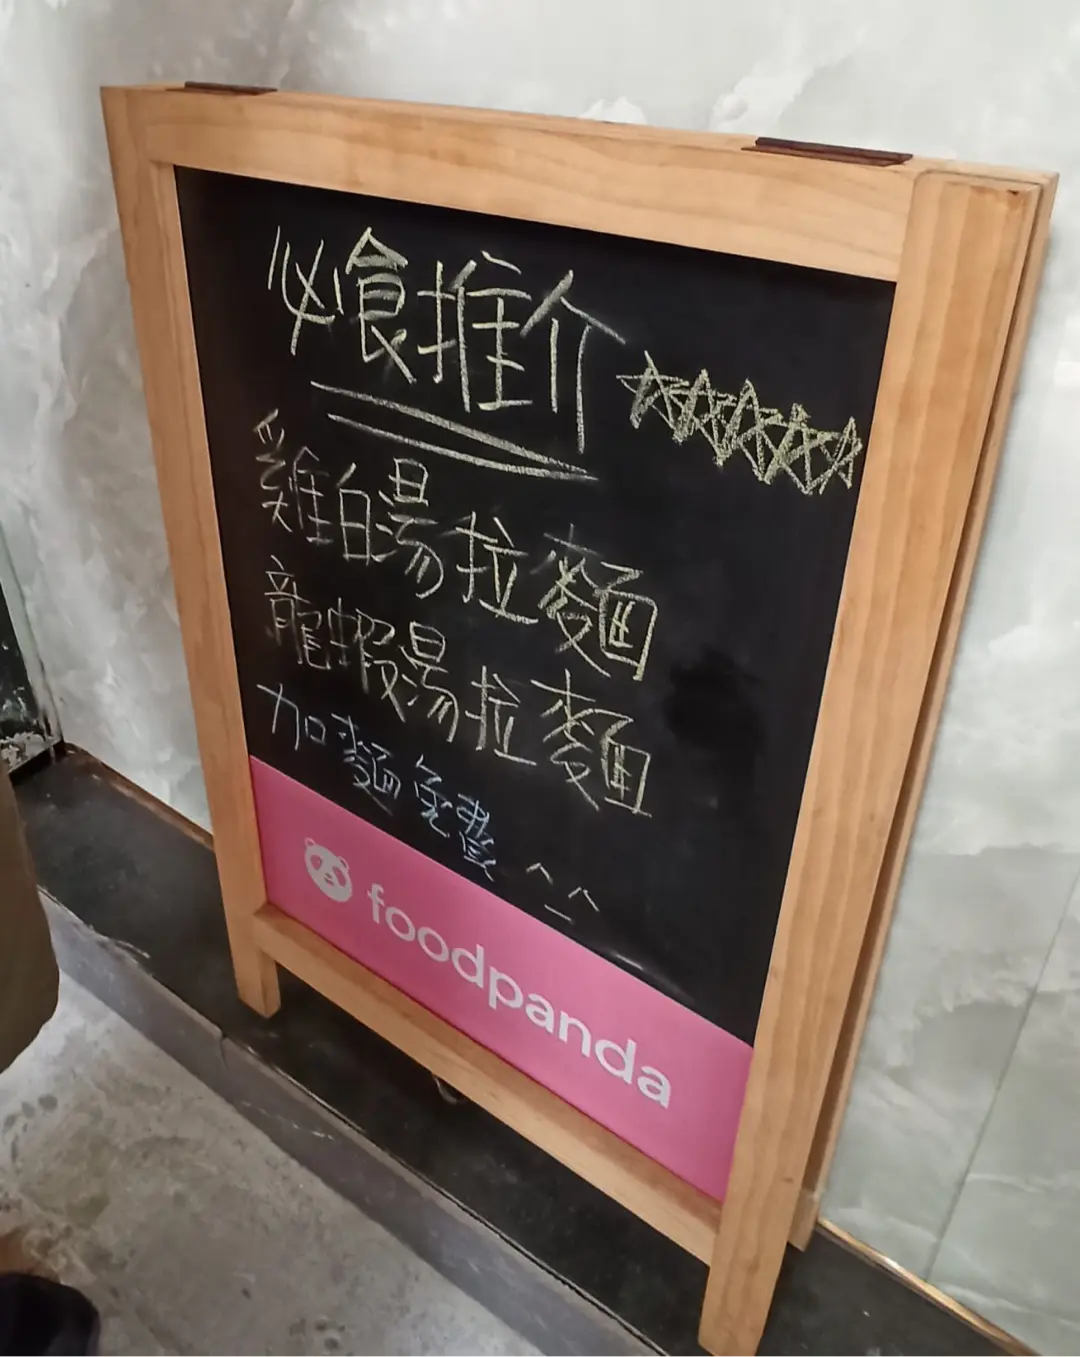 必食推介 ☆☆☆☆☆
雞白湯拉麵
龍蝦湯拉麵
加麵免費 ^_^
foodpanda